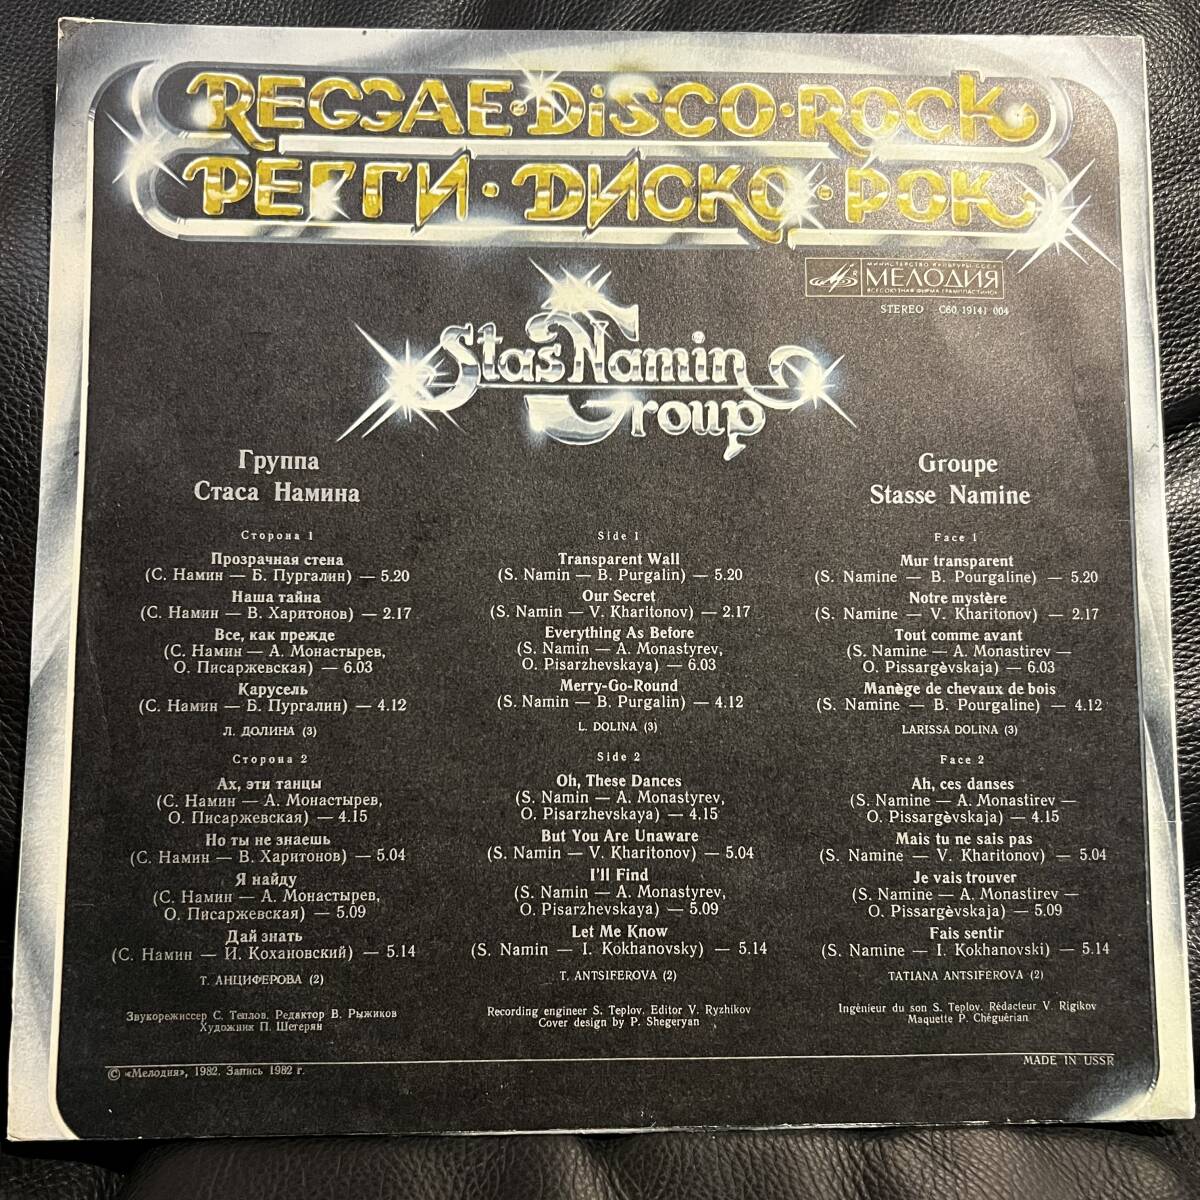 REGGAE·DiSCO·ROCK
РЕГГИ·ДИСКО·РОК
МИНИСТЕРСТВО КУЛЬТУРЫ СССР
МЕЛОДИЯ
ВСЕСОЮЗНАЯ ФИРМА ГРАМПЛАСТИНОК
STEREO С60 19141 004
Stas Namin
Group
Группа
Стаса Намина
Сторона 1
Прозрачная стена
(С. Намин — Б. Пургалин) — 5.20
Наша тайна
(С. Намин — В. Харитонов) — 2.17
Все, как прежде
(С. Намин — А. Монастырев,
О. Писаржевская) — 6.03
Карусель
(С. Намин — Б. Пургалин) — 4.12
Л. ДОЛИНА (3)
Сторона 2
Ах, эти танцы
(С. Намин — А. Монастырев,
О. Писаржевская) — 4.15
Но ты не знаешь
(С. Намин — В. Харитонов) — 5.04
Я найду
(С. Намин — А. Монастырев,
О. Писаржевская) — 5.09
Дай знать
(С. Намин — И. Кохановский) — 5.14
Т. АНЦИФЕРОВА (2)
Звукорежиссер С. Теплов. Редактор В. Рыжиков
Художник П. Шегерян
Side 1
Transparent Wall
(S. Namin — B. Purgalin) — 5.20
Our Secret
(S. Namin — V. Kharitonov) — 2.17
Everything As Before
(S. Namin — A. Monastyrev,
O. Pisarzhevskaya) — 6.03
Merry-Go-Round
(S. Namin — B. Purgalin) — 4.12
L. DOLINA (3)
Side 2
Oh, These Dances
(S. Namin — A. Monastyrev,
O. Pisarzhevskaya) — 4.15
But You Are Unaware
(S. Namin — V. Kharitonov) — 5.04
I'll Find
(S. Namin — A. Monastyrev,
O. Pisarzhevskaya) — 5.09
Let Me Know
(S. Namin — I. Kokhanovsky) — 5.14
T. ANTSIFEROVA (2)
Recording engineer S. Teplov. Editor V. Ryzhikov
Cover design by P. Shegeryan
Groupe
Stasse Namine
Face 1
Mur transparent
(S. Namine — B. Pourgaline) — 5.20
Notre mystère
(S. Namine — V. Kharitonov) — 2.17
Tout comme avant
(S. Namine — A. Monastirev —
O. Pissargèvskaja) — 6.03
Manège de chevaux de bois
(S. Namine — B. Pourgaline) — 4.12
LARISSA DOLINA (3)
Face 2
Ah, ces danses
(S. Namine — A. Monastirev —
O. Pissargèvskaja) — 4.15
Mais tu ne sais pas
(S. Namine — V. Kharitonov) — 5.04
Je vais trouver
(S. Namine — A. Monastirev —
O. Pissargèvskaja) — 5.09
Fais sentir
(S. Namine — I. Kokhanovski) — 5.14
TATIANA ANTSIFEROVA (2)
Ingénieur du son S. Teplov. Rédacteur V. Rigikov
Maquette P. Chéguérian
MADE IN USSR
© «Мелодия», 1982. Запись 1982 г.